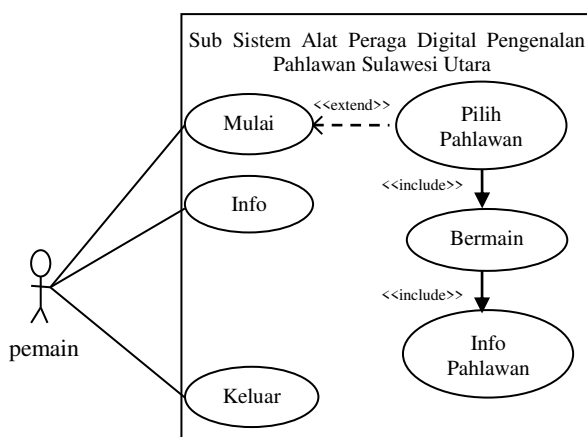 Sub Sistem Alat Peraga Digital Pengenalan
Pahlawan Sulawesi Utara
<<extend>>
Mulai
Pilih
Pahlawan
<<include>>
Info
Bermain
<<include>>
pemain
Info
Pahlawan
Keluar